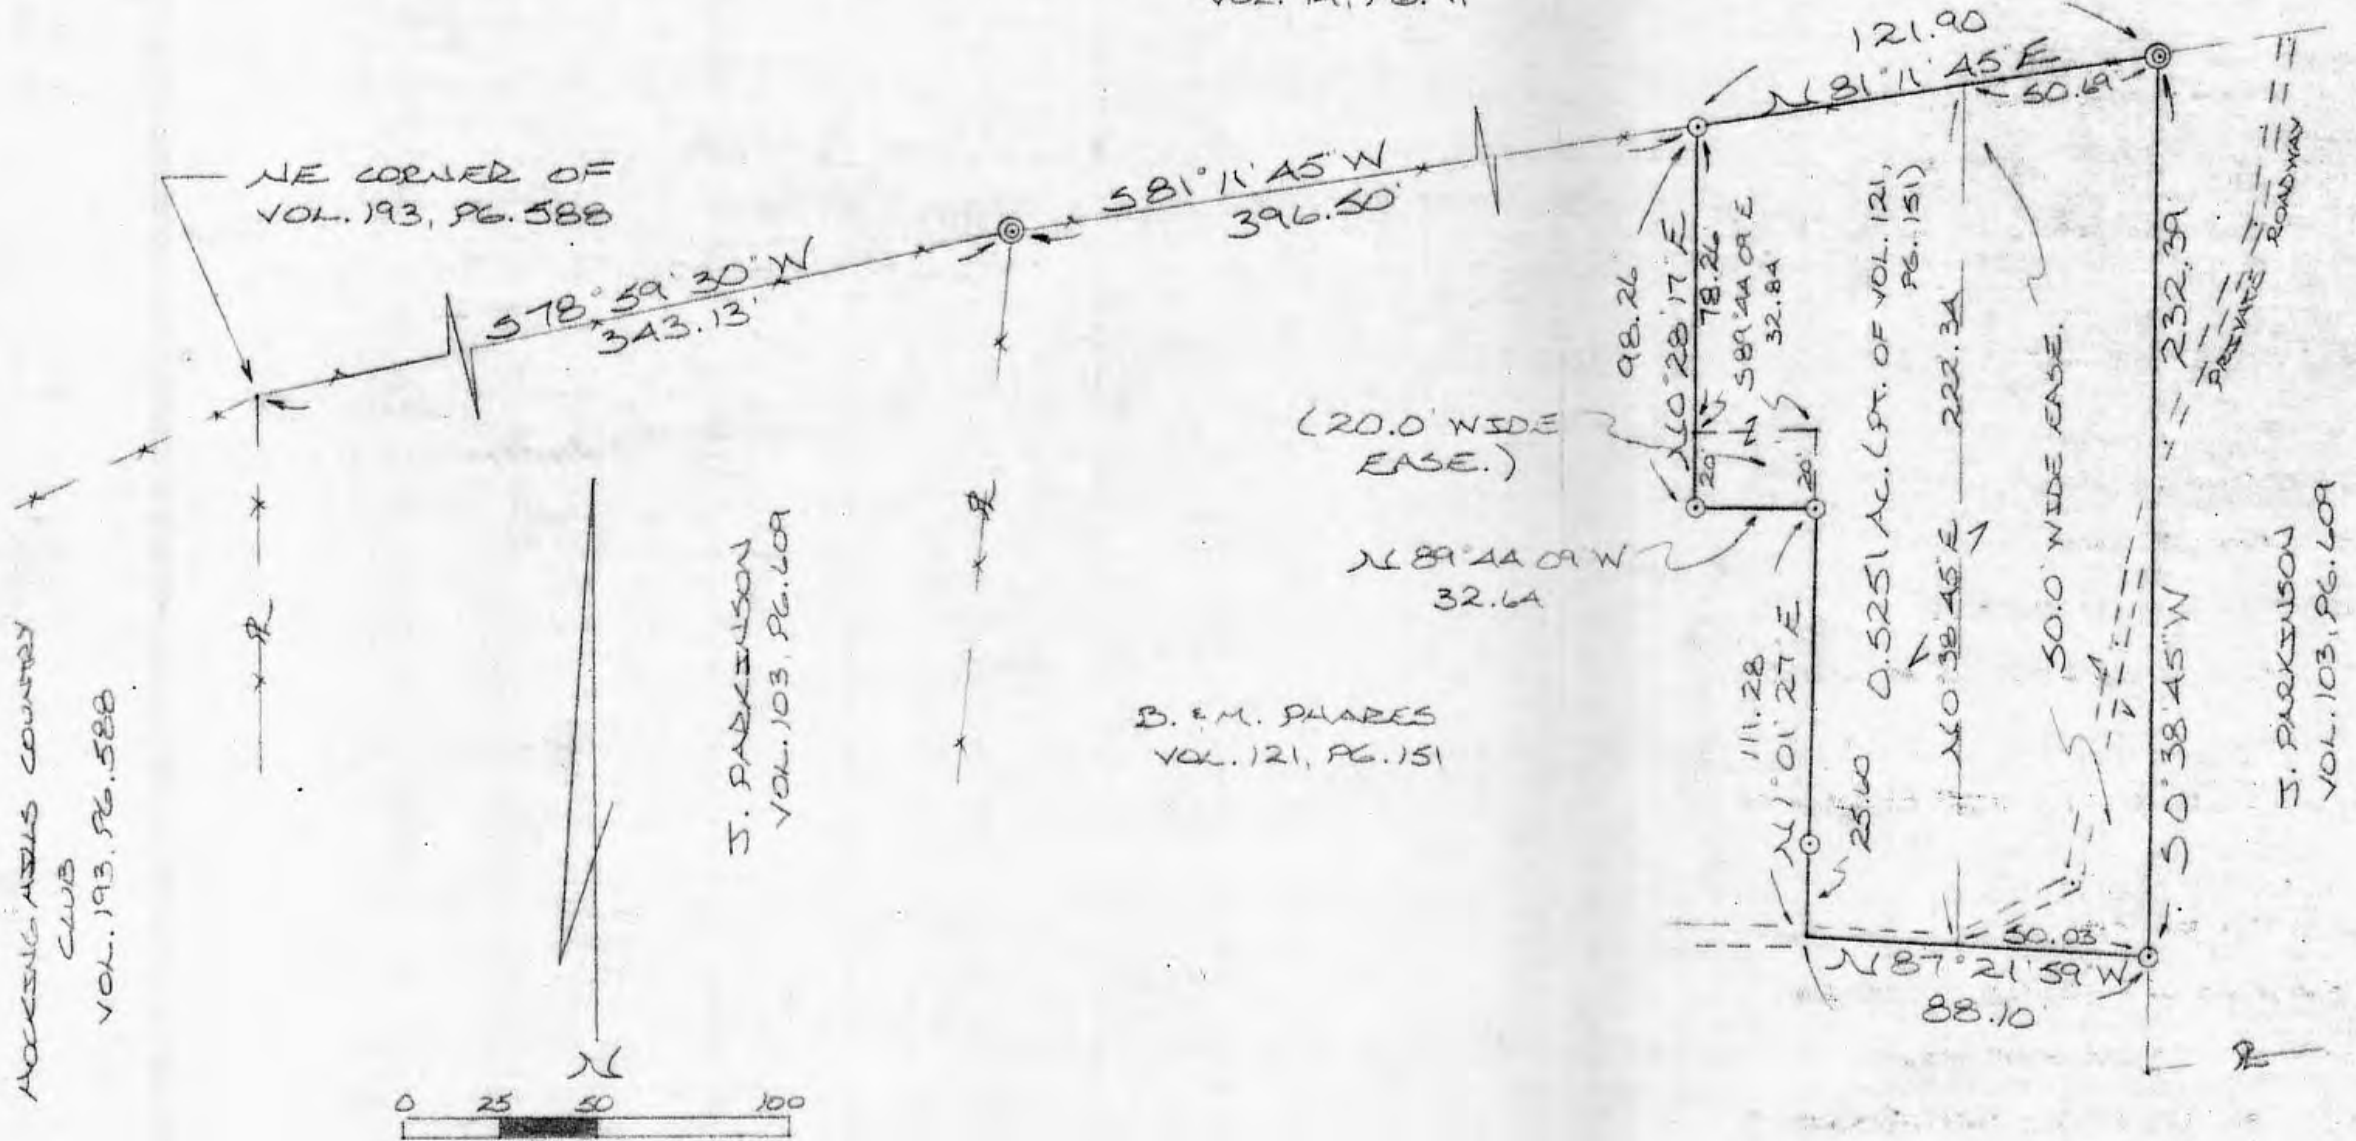 121.90
N 81° 11' 45" E
50.69
NE CORNER OF
VOL. 193, PG. 588
S 81° 11' 45" W
396.50'
S 78° 59' 30" W
343.13'
98.26
N 0° 28' 17" E
78.26'
S 89° 44' 09" E
32.84'
(20.0' WIDE
EASE.)
20'
20'
N 89° 44' 09" W
32.64
111.28
N 1° 01' 27" E
25.60
0.5251 AC. (PT. OF VOL. 121,
PG. 151)
N 0° 38' 45" E 222.34
50.0' WIDE EASE.
232.39
S 0° 38' 45" W
PRIVATE ROADWAY
50.03
N 87° 21' 59" W
88.10'
J. PARKINSON
VOL. 103, PG. 609
B. & M. PHARES
VOL. 121, PG. 151
J. PARKINSON
VOL. 103, PG. 609
HOCKING HILLS COUNTRY
CLUB
VOL. 193, PG. 588
PL
PL
PL
N
0 25 50 100